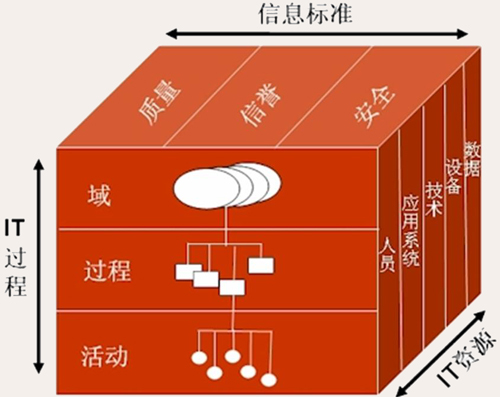 信息标准
质量
信誉
安全
IT
过程
域
过程
活动
人员
应用系统
技术
设备
数据
IT资源